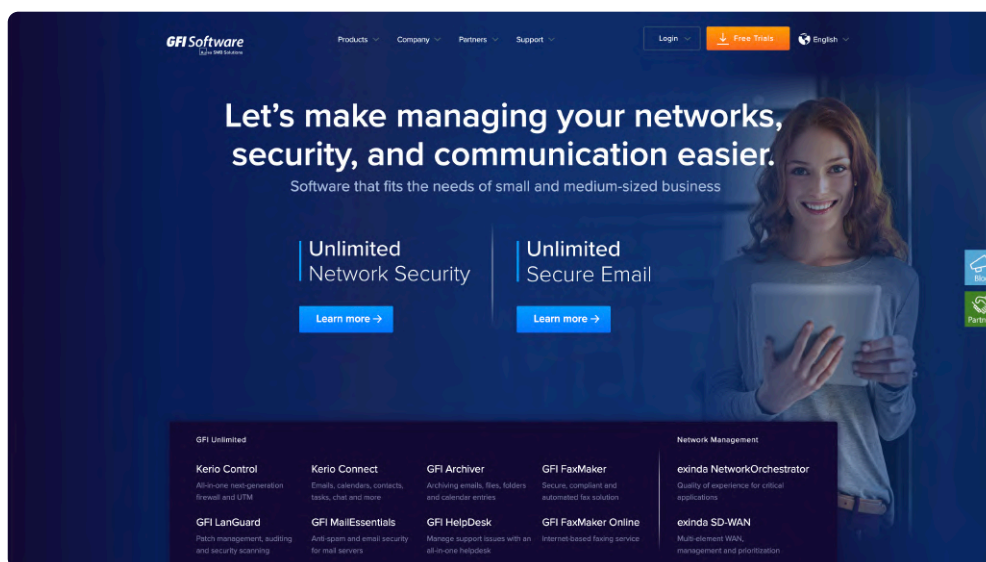 GFI Software
Products
Company
Partners
Support
Login
Free Trials
English
Let's make managing your networks,
security, and communication easier.
Software that fits the needs of small and medium-sized business
Unlimited
Network Security
Learn more →
Unlimited
Secure Email
Learn more →
Blog
GFI Unlimited
Kerio Control
All-in-one next-generation
firewall and UTM
Kerio Connect
Emails, calendars, contacts,
tasks, chat and more
GFI Archiver
Archiving emails, files, folders
and calendar entries
GFI FaxMaker
Secure, compliant and
automated fax solution
GFI LanGuard
Patch management, auditing
and security scanning
GFI MailEssentials
Anti-spam and email security
for mail servers
GFI HelpDesk
Manage support issues with an
all-in-one helpdesk
GFI FaxMaker Online
Internet-based faxing service
Network Management
exinda NetworkOrchestrator
Quality of experience for critical
applications
exinda SD-WAN
Multi-element WAN,
management and prioritization